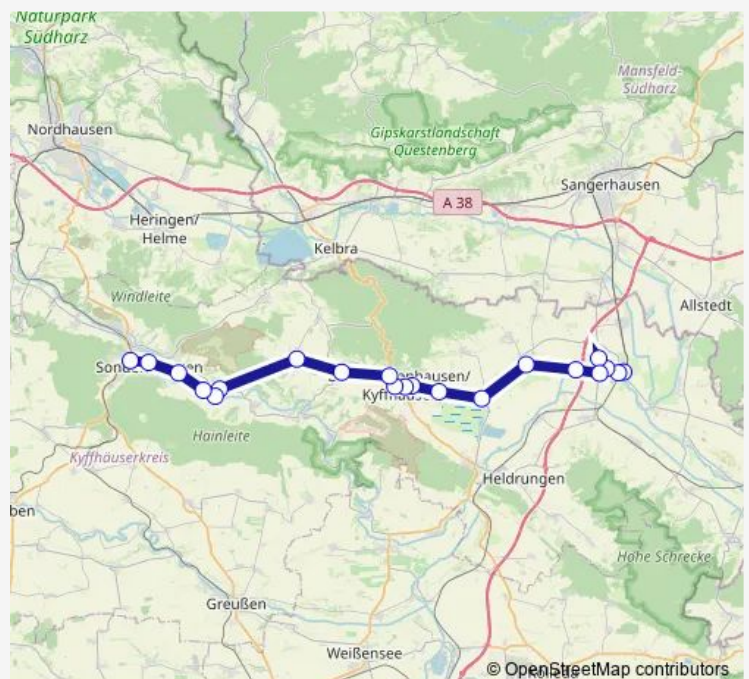 Naturpark
Südharz
Mansfeld-
Südharz
Nordhausen
Gipskarstlandschaft
Questenberg
Sangerhausen
A 38
Heringen/
Helme
Kelbra
Windleite
Allstedt
Hainleite
Kyffhäuserkreis
Heldrungen
Hohe Schrecke
Greußen
Weißensee
© OpenStreetMap contributors